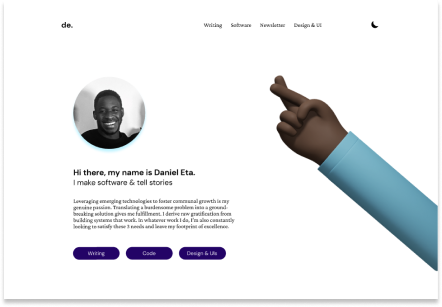 de.
Writing Software Newsletter Design & UI
Hi there, my name is Daniel Eta.
I make software & tell stories
Leveraging emerging technologies to foster communal growth is my
genuine passion. Translating a burdensome problem into a ground-
breaking solution gives me fulfillment. I derive raw gratification from
building systems that work. In whatever work I do, I'm also constantly
looking to satisfy these 3 needs and leave my footprint of excellence.
Writing Code Design & UIs